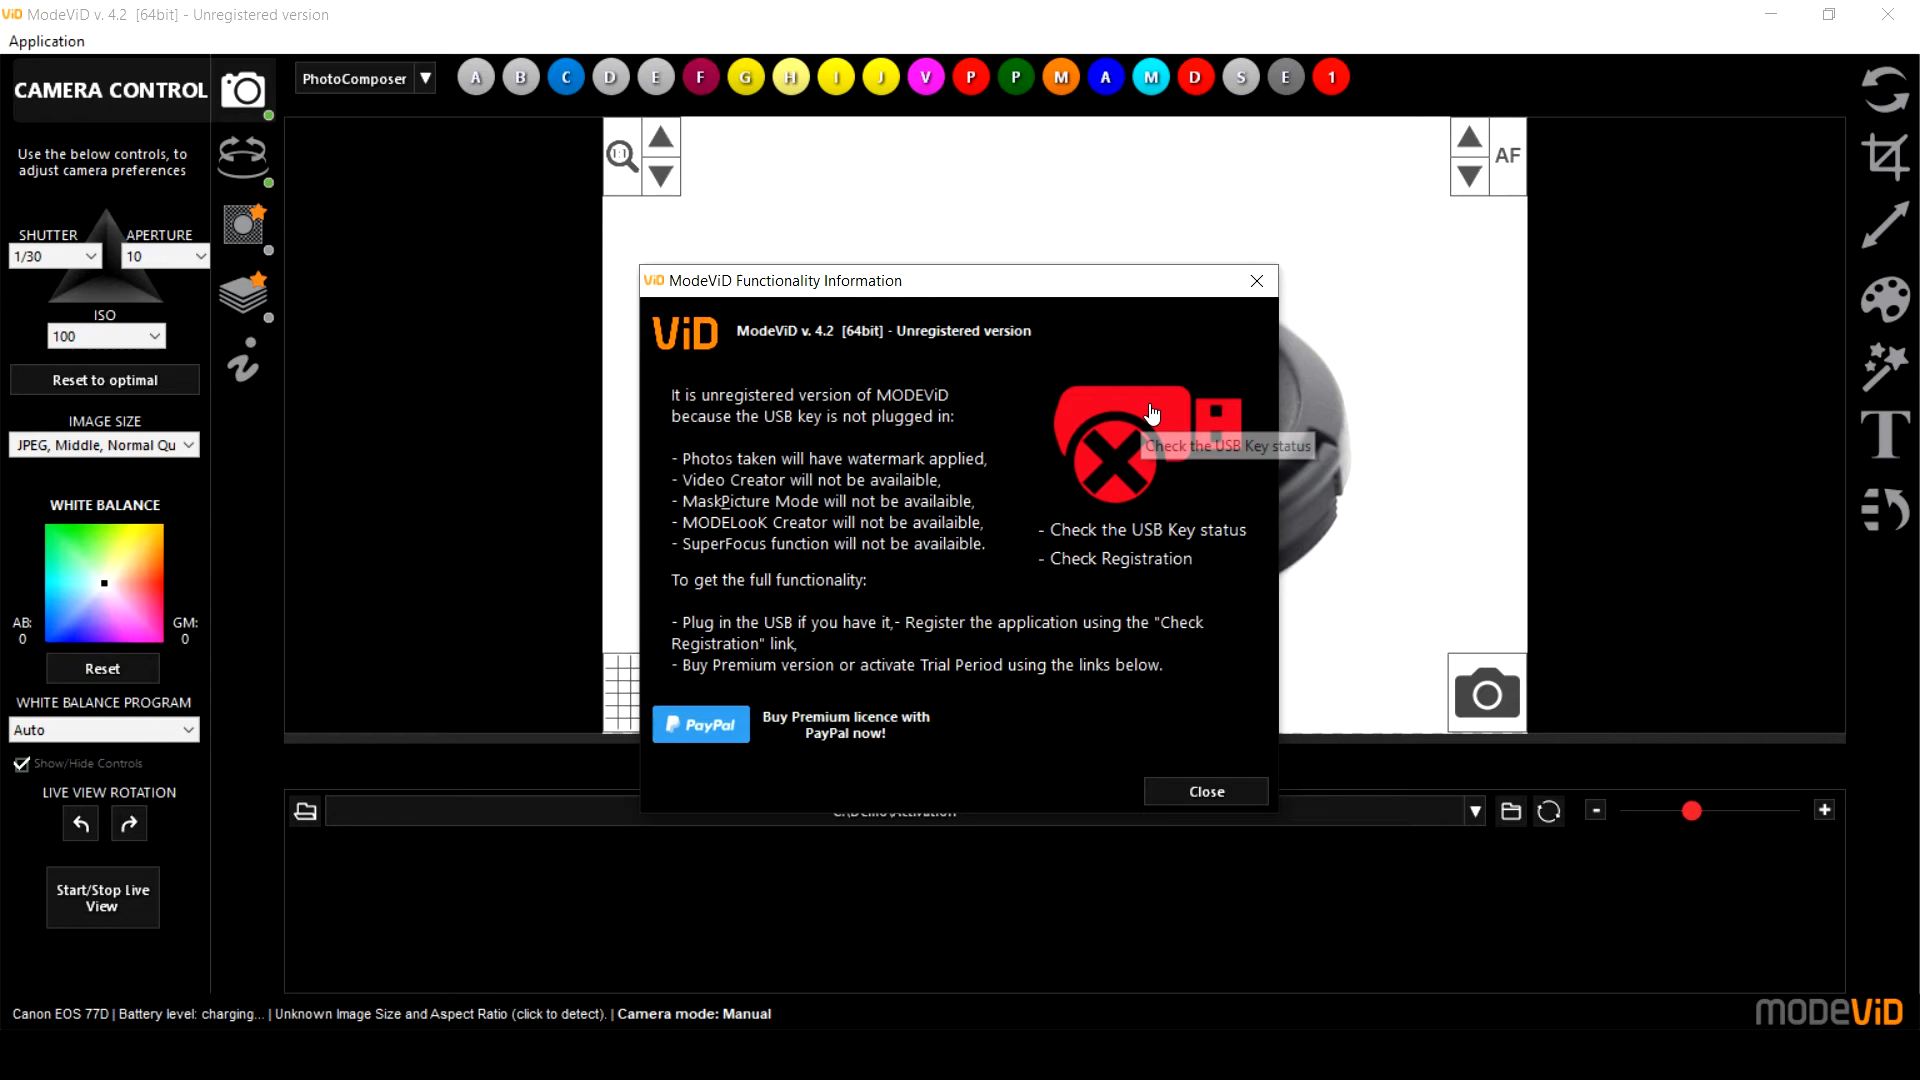 ViD ModeViD v. 4.2 [64bit] - Unregistered version
Application
CAMERA CONTROL
PhotoComposer
A B C D E F G H I J V P P M A M D S E 1
Use the below controls, to
adjust camera preferences
SHUTTER
APERTURE
1/30
10
ISO
100
Reset to optimal
IMAGE SIZE
JPEG, Middle, Normal Qu
WHITE BALANCE
AB:
0
GM:
0
Reset
WHITE BALANCE PROGRAM
Auto
Show/Hide Controls
LIVE VIEW ROTATION
Start/Stop Live
View
1:1
AF
ViD ModeViD Functionality Information
ViD
ModeViD v. 4.2 [64bit] - Unregistered version
It is unregistered version of MODEViD
because the USB key is not plugged in:
- Photos taken will have watermark applied,
- Video Creator will not be availaible,
- MaskPicture Mode will not be availaible,
- MODELooK Creator will not be availaible,
- SuperFocus function will not be availaible.
Check the USB Key status
- Check the USB Key status
- Check Registration
To get the full functionality:
- Plug in the USB if you have it,- Register the application using the "Check
Registration" link,
- Buy Premium version or activate Trial Period using the links below.
PayPal
Buy Premium licence with
PayPal now!
Close
C:\Demo\Activation
- +
T
Canon EOS 77D | Battery level: charging... | Unknown Image Size and Aspect Ratio (click to detect). | Camera mode: Manual
MODEViD